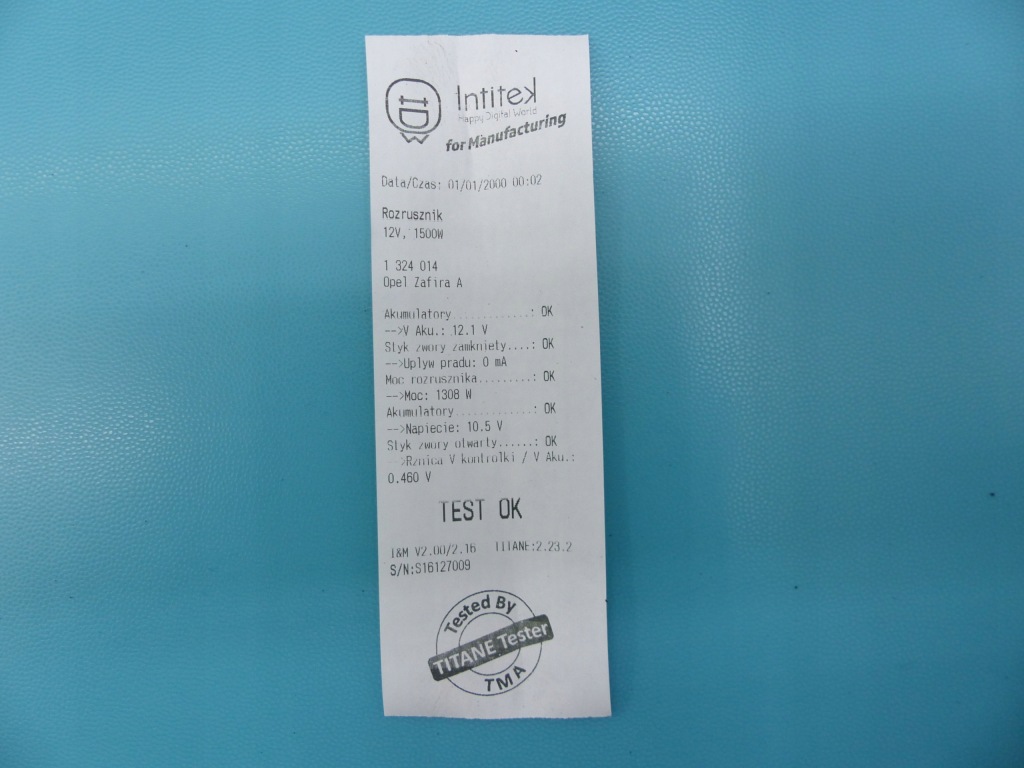 Intitek
Happy Digital World
for Manufacturing
Data/Czas: 01/01/2000 00:02
Rozrusznik
12V, 1500W
1 324 014
Opel Zafira A
Akumulatory.............: OK
-->V Aku.: 12.1 V
Styk zwory zamkniety....: OK
-->Uplyw pradu: 0 mA
Moc rozrusznika.........: OK
-->Moc: 1308 W
Akumulatory.............: OK
-->Napiecie: 10.5 V
Styk zwory otwarty......: OK
-->Rznica V kontrolki / V Aku.:
0.460 V
TEST OK
I&M V2.00/2.16 TITANE:2.23.2
S/N:S16127009
Tested By
TITANE Tester
TMA